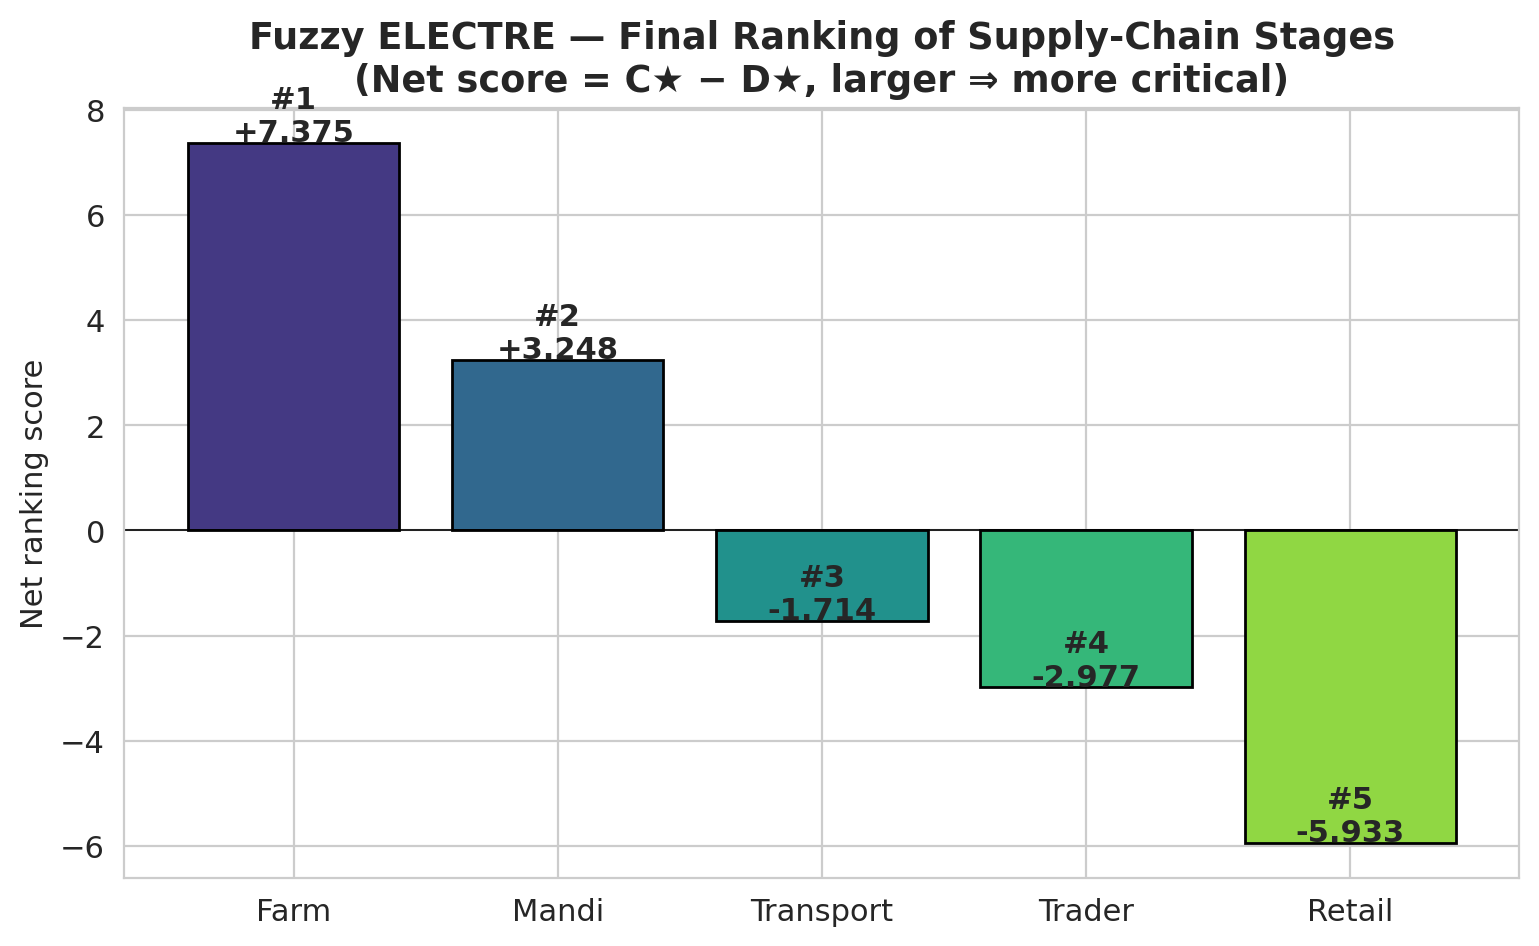 Fuzzy ELECTRE — Final Ranking of Supply-Chain Stages
(Net score = C★ − D★, larger ⇒ more critical)
Net ranking score
8
6
4
2
0
−2
−4
−6
#1
+7.375
#2
+3.248
#3
-1.714
#4
-2.977
#5
-5.933
Farm
Mandi
Transport
Trader
Retail